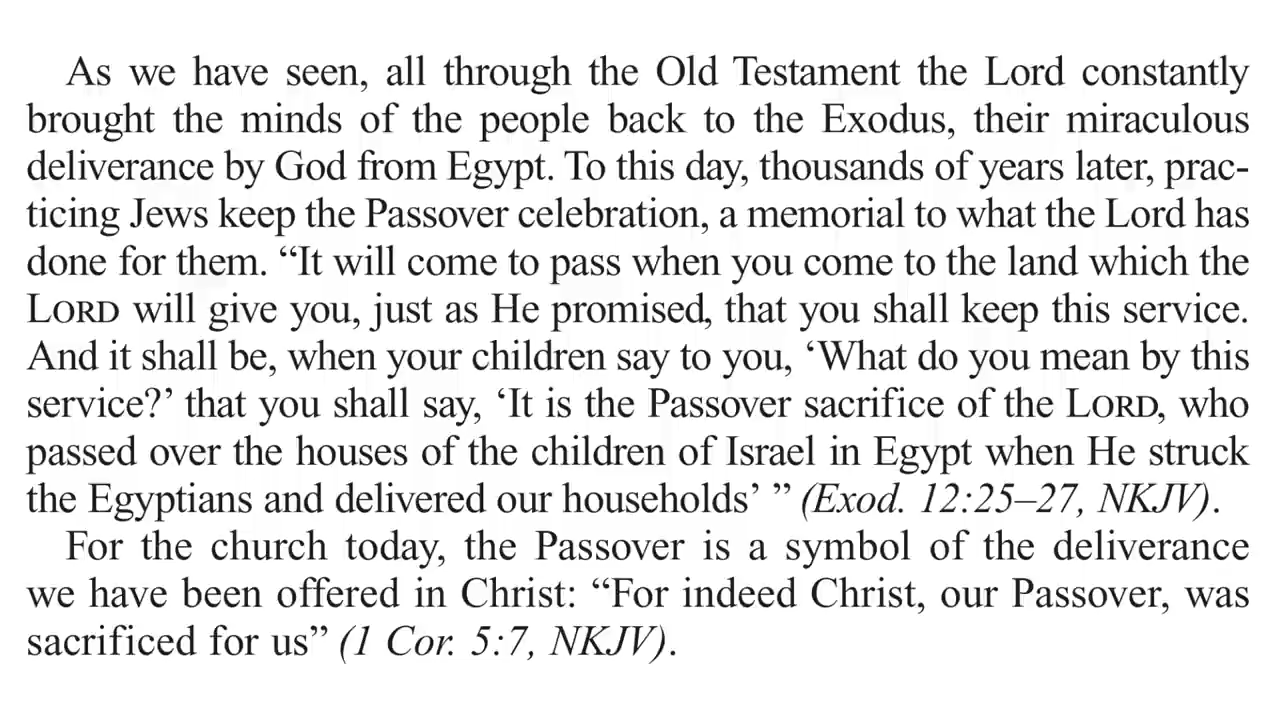 As we have seen, all through the Old Testament the Lord constantly
brought the minds of the people back to the Exodus, their miraculous
deliverance by God from Egypt. To this day, thousands of years later, prac-
ticing Jews keep the Passover celebration, a memorial to what the Lord has
done for them. “It will come to pass when you come to the land which the
LORD will give you, just as He promised, that you shall keep this service.
And it shall be, when your children say to you, ‘What do you mean by this
service?’ that you shall say, ‘It is the Passover sacrifice of the LORD, who
passed over the houses of the children of Israel in Egypt when He struck
the Egyptians and delivered our households’ ” (Exod. 12:25–27, NKJV).
For the church today, the Passover is a symbol of the deliverance
we have been offered in Christ: “For indeed Christ, our Passover, was
sacrificed for us” (1 Cor. 5:7, NKJV).